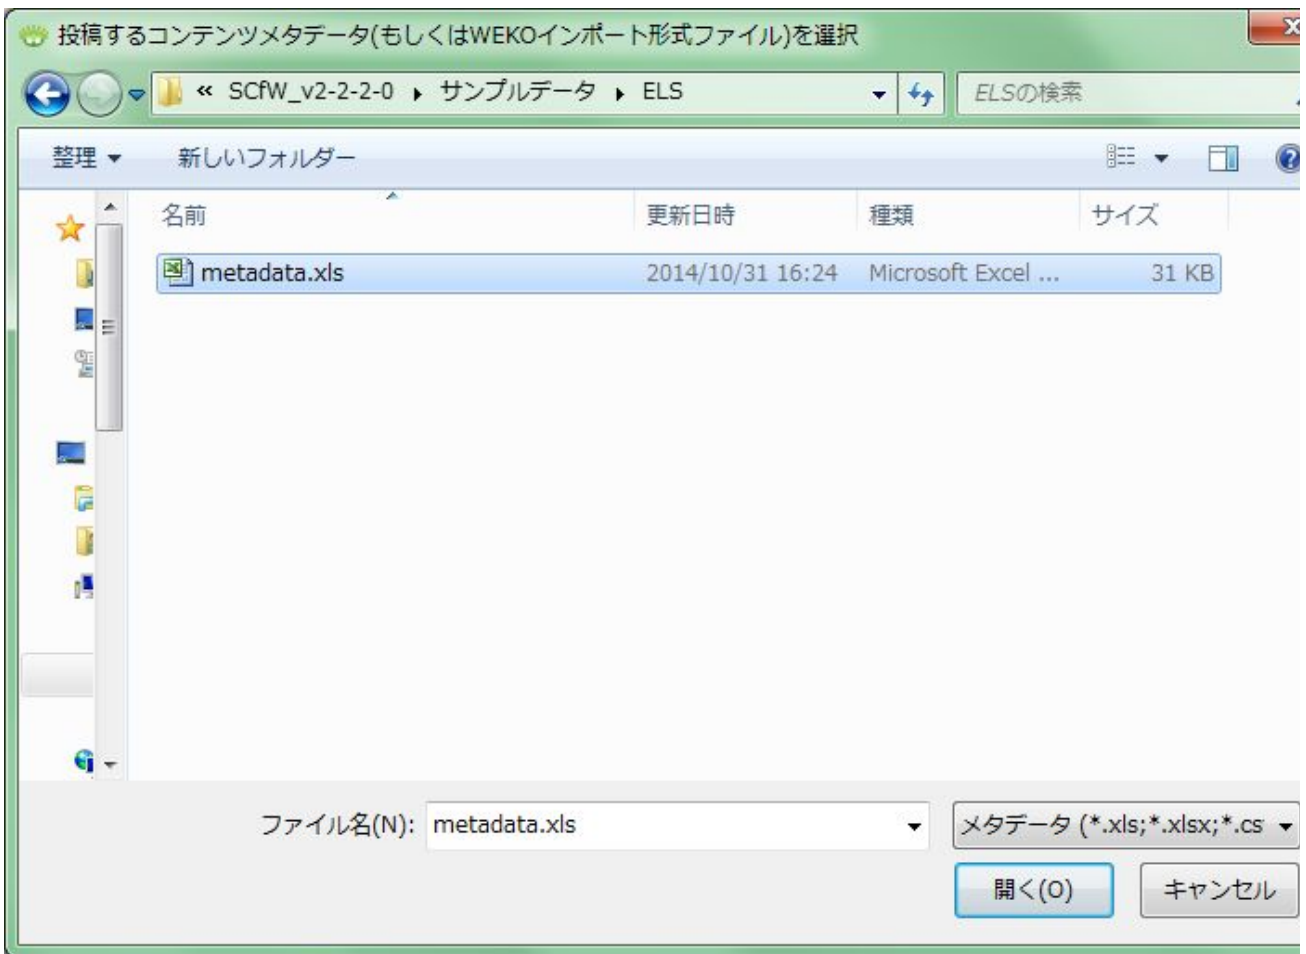 投稿するコンテンツメタデータ(もしくはWEKOインポート形式ファイル)を選択
« SCfW_v2-2-2-0 ▸ サンプルデータ ▸ ELS
ELSの検索
整理 新しいフォルダー
名前 更新日時 種類 サイズ
metadata.xls 2014/10/31 16:24 Microsoft Excel ... 31 KB
ファイル名(N): metadata.xls メタデータ (*.xls;*.xlsx;*.cs
開く(O) キャンセル